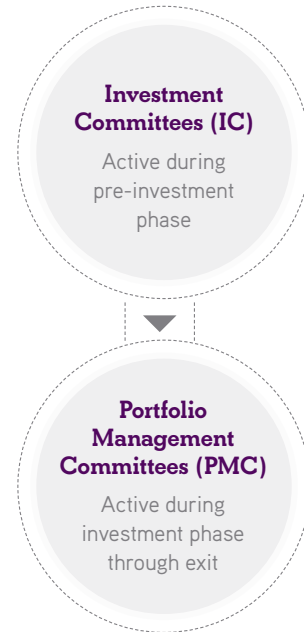 Investment
Committees (IC)
Active during
pre-investment
phase
Portfolio
Management
Committees (PMC)
Active during
investment phase
through exit